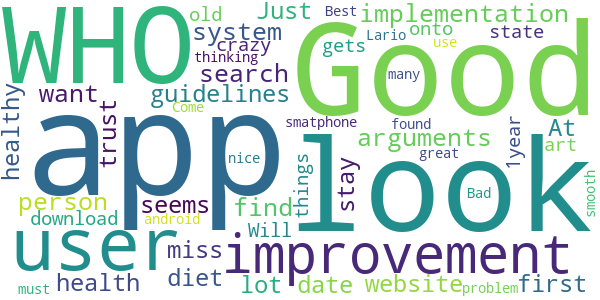 WHO
old
system
crazy
thinking
search
Just
Best
implementation
Lario
onto
gets
use
state
Good
healthy
want
trust
guidelines
Come
nice
smatphone
many
found
arguments
great
1year
At
art
app
look
Bad
smooth
person
download
seems
android
find
Will
stay
things
user
miss
improvement
diet
health
must
lot
date
website
problem
first